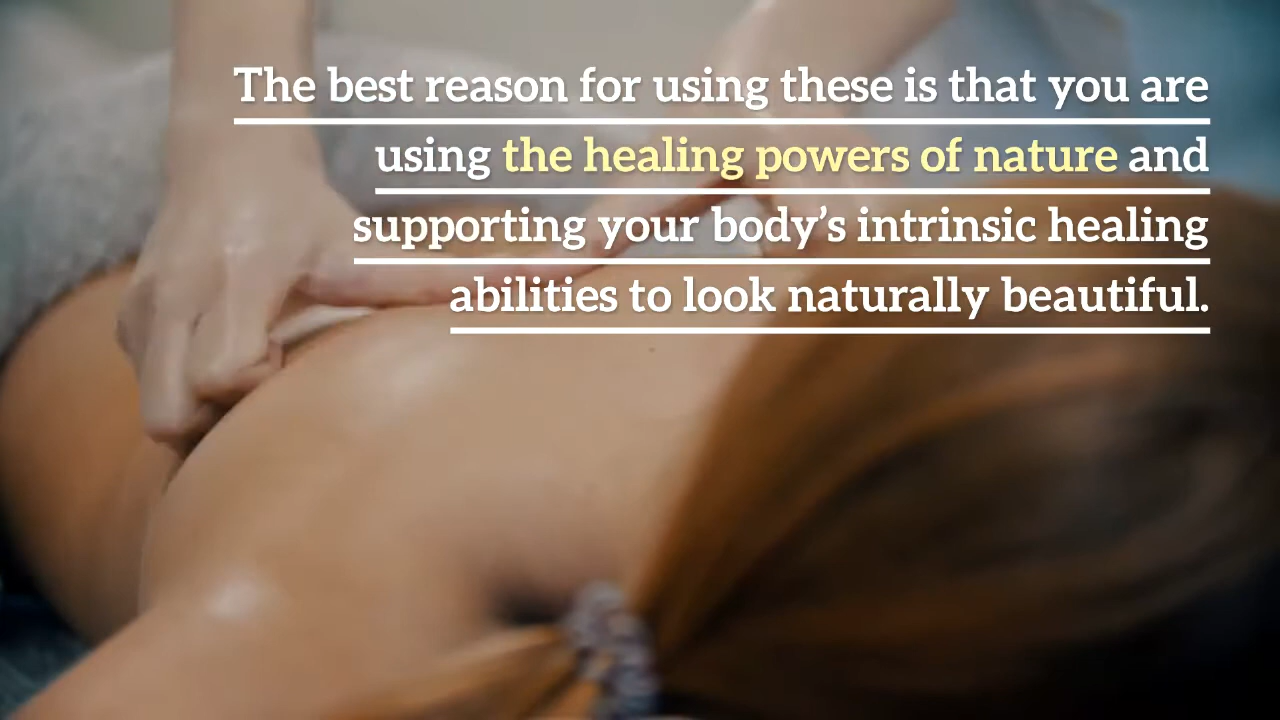 The best reason for using these is that you are
using the healing powers of nature and
supporting your body’s intrinsic healing
abilities to look naturally beautiful.